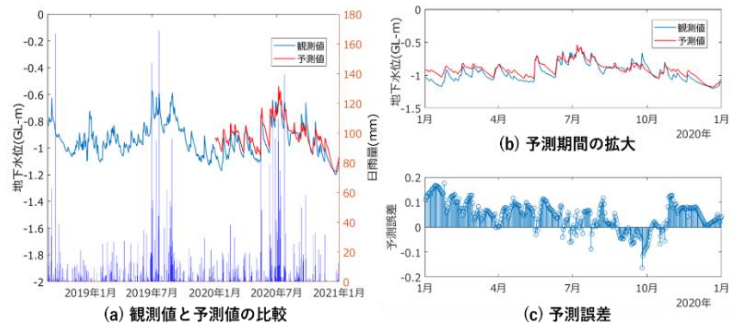 地下水位(GL-m)
0
-0.2
-0.4
-0.6
-0.8
-1
-1.2
-1.4
-1.6
-1.8
-2
観測値
予測値
180
160
140
120
100
80
60
40
20
0
日雨量(mm)
2019年1月 2019年7月 2020年1月 2020年7月 2021年1月
(a) 観測値と予測値の比較
地下水位(GL-m)
0
-0.5
-1
-1.5
観測値
予測値
1月 4月 7月 10月 1月
2020年
(b) 予測期間の拡大
予測誤差
0.2
0.1
0
-0.1
-0.2
1月 4月 7月 10月 1月
2020年
(c) 予測誤差